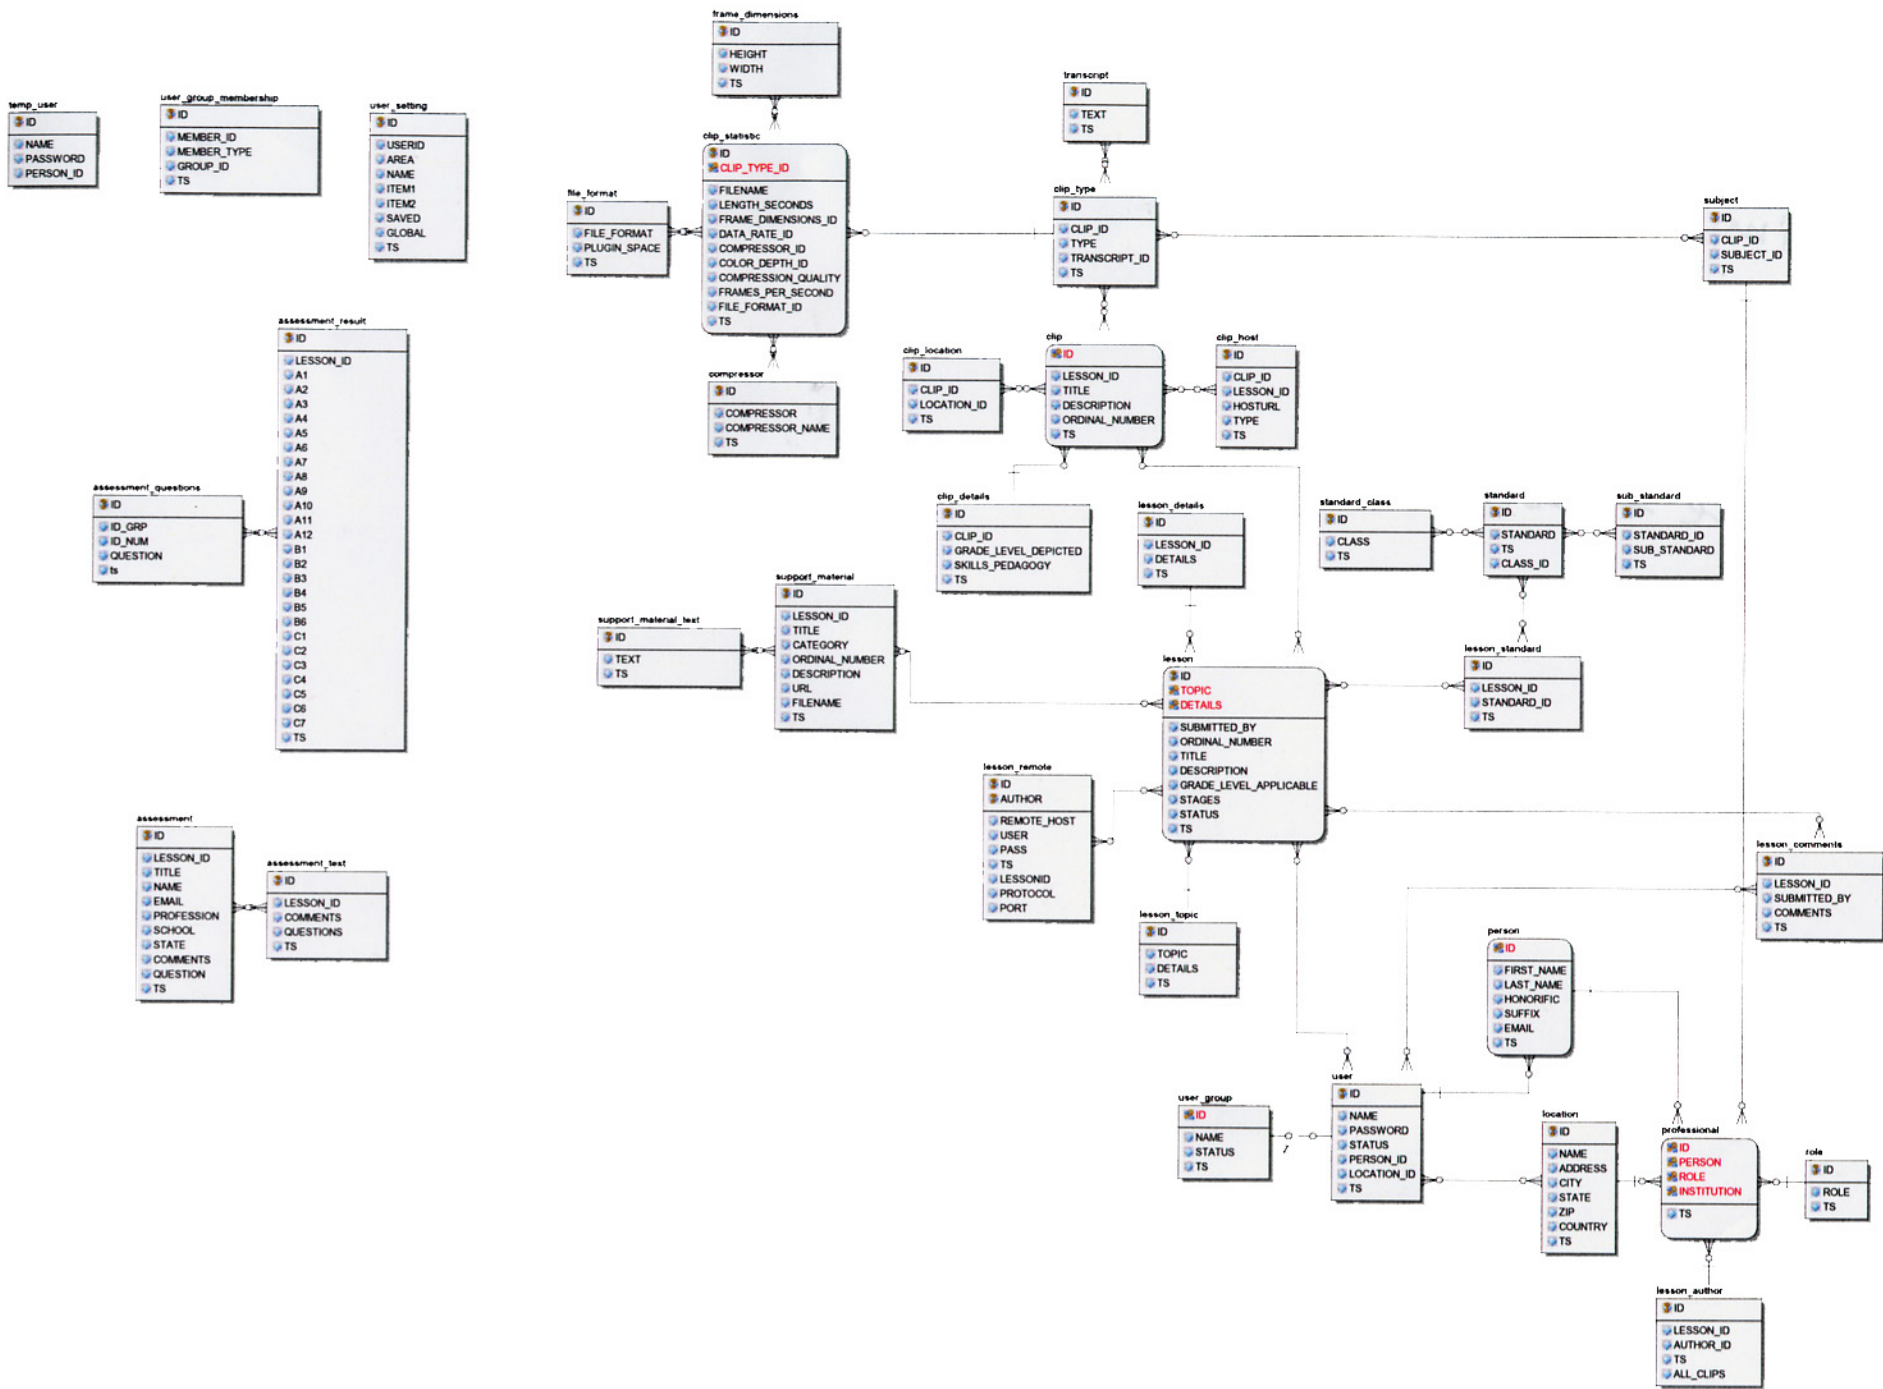 frame_dimensions
ID
HEIGHT
WIDTH
TS
transcript
ID
TEXT
TS
temp_user
ID
NAME
PASSWORD
PERSON_ID
user_group_membership
ID
MEMBER_ID
MEMBER_TYPE
GROUP_ID
TS
user_setting
ID
USERID
AREA
NAME
ITEM1
ITEM2
SAVED
GLOBAL
TS
clip_statistic
ID
CLIP_TYPE_ID
FILENAME
LENGTH_SECONDS
FRAME_DIMENSIONS_ID
DATA_RATE_ID
COMPRESSOR_ID
COLOR_DEPTH_ID
COMPRESSION_QUALITY
FRAMES_PER_SECOND
FILE_FORMAT_ID
TS
file_format
ID
FILE_FORMAT
PLUGIN_SPACE
TS
clip_type
ID
CLIP_ID
TYPE
TRANSCRIPT_ID
TS
subject
ID
CLIP_ID
SUBJECT_ID
TS
assessment_result
ID
LESSON_ID
A1
A2
A3
A4
A5
A6
A7
A8
A9
A10
A11
A12
B1
B2
B3
B4
B5
B6
C1
C2
C3
C4
C5
C6
C7
TS
compressor
ID
COMPRESSOR
COMPRESSOR_NAME
TS
clip_location
ID
CLIP_ID
LOCATION_ID
TS
clip
ID
LESSON_ID
TITLE
DESCRIPTION
ORDINAL_NUMBER
TS
clip_host
ID
CLIP_ID
LESSON_ID
HOSTURL
TYPE
TS
assessment_questions
ID
ID_GRP
ID_NUM
QUESTION
ts
clip_details
ID
CLIP_ID
GRADE_LEVEL_DEPICTED
SKILLS_PEDAGOGY
TS
lesson_details
ID
LESSON_ID
DETAILS
TS
standard_class
ID
CLASS
TS
standard
ID
STANDARD
TS
CLASS_ID
sub_standard
ID
STANDARD_ID
SUB_STANDARD
TS
support_material
ID
LESSON_ID
TITLE
CATEGORY
ORDINAL_NUMBER
DESCRIPTION
URL
FILENAME
TS
support_material_text
ID
TEXT
TS
lesson
ID
TOPIC
DETAILS
SUBMITTED_BY
ORDINAL_NUMBER
TITLE
DESCRIPTION
GRADE_LEVEL_APPLICABLE
STAGES
STATUS
TS
lesson_standard
ID
LESSON_ID
STANDARD_ID
TS
lesson_remote
ID
AUTHOR
REMOTE_HOST
USER
PASS
TS
LESSONID
PROTOCOL
PORT
assessment
ID
LESSON_ID
TITLE
NAME
EMAIL
PROFESSION
SCHOOL
STATE
COMMENTS
QUESTION
TS
assessment_text
ID
LESSON_ID
COMMENTS
QUESTIONS
TS
lesson_comments
ID
LESSON_ID
SUBMITTED_BY
COMMENTS
TS
lesson_topic
ID
TOPIC
DETAILS
TS
person
ID
FIRST_NAME
LAST_NAME
HONORIFIC
SUFFIX
EMAIL
TS
user_group
ID
NAME
STATUS
TS
user
ID
NAME
PASSWORD
STATUS
PERSON_ID
LOCATION_ID
TS
location
ID
NAME
ADDRESS
CITY
STATE
ZIP
COUNTRY
TS
professional
ID
PERSON
ROLE
INSTITUTION
TS
role
ID
ROLE
TS
lesson_author
ID
LESSON_ID
AUTHOR_ID
TS
ALL_CLIPS